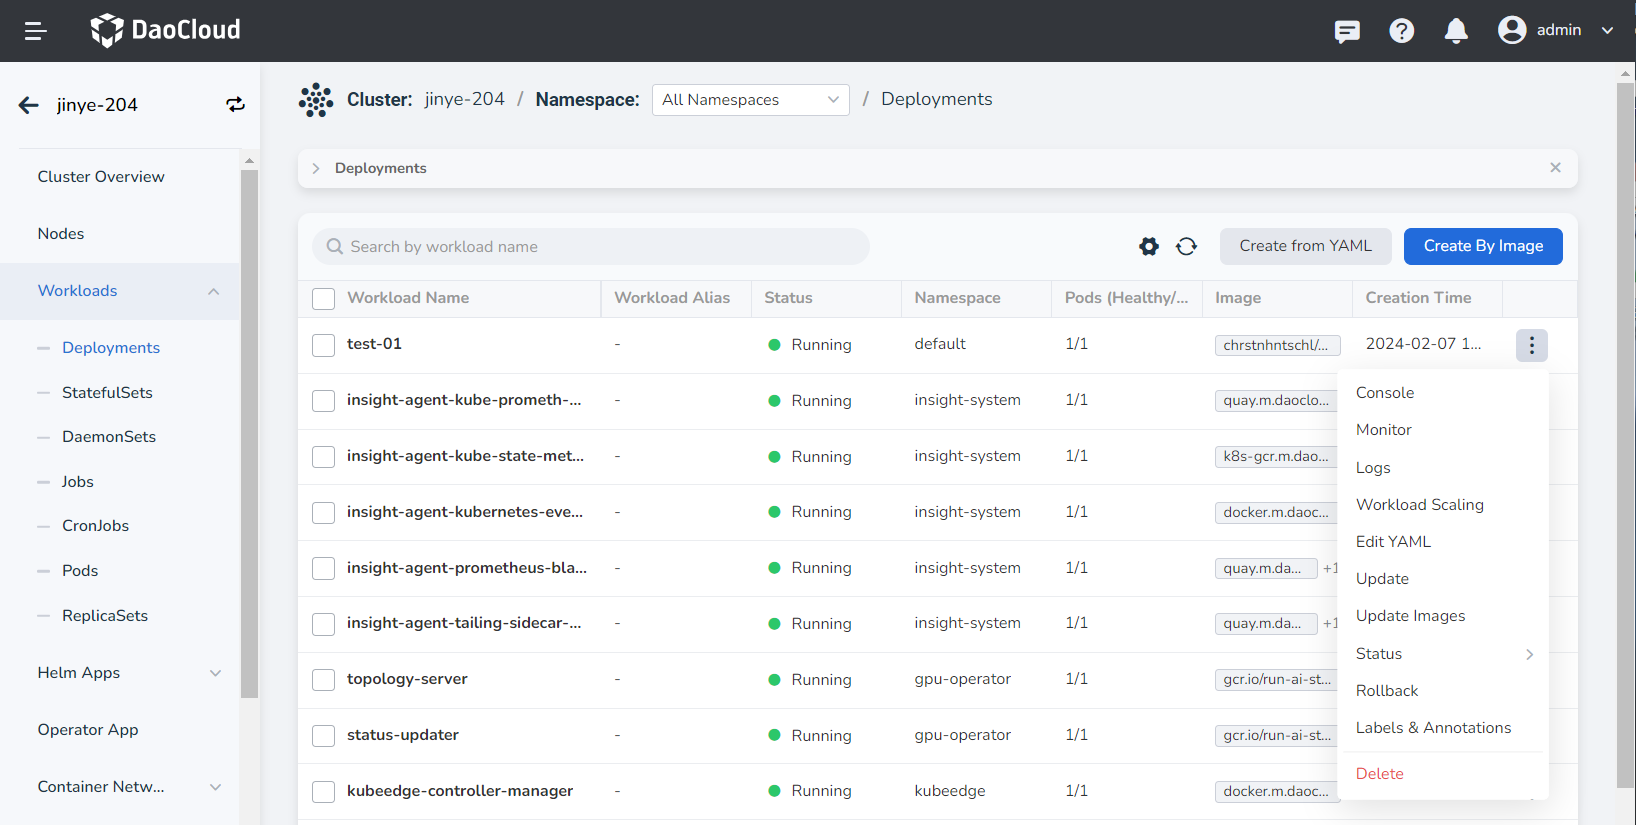 DaoCloud
admin
jinye-204
Cluster: jinye-204 / Namespace: All Namespaces / Deployments
Cluster Overview
Nodes
Workloads
Deployments
StatefulSets
DaemonSets
Jobs
CronJobs
Pods
ReplicaSets
Helm Apps
Operator App
Container Netw...
Deployments
Search by workload name
Create from YAML
Create By Image
Workload Name Workload Alias Status Namespace Pods (Healthy/... Image Creation Time
test-01 - Running default 1/1 chrstnhntschl/... 2024-02-07 1...
insight-agent-kube-prometh-... - Running insight-system 1/1 quay.m.daoclo...
insight-agent-kube-state-met... - Running insight-system 1/1 k8s-gcr.m.dao...
insight-agent-kubernetes-eve... - Running insight-system 1/1 docker.m.daoc...
insight-agent-prometheus-bla... - Running insight-system 1/1 quay.m.da... +1
insight-agent-tailing-sidecar-... - Running insight-system 1/1 quay.m.da... +1
topology-server - Running gpu-operator 1/1 gcr.io/run-ai-st...
status-updater - Running gpu-operator 1/1 gcr.io/run-ai-st...
kubeedge-controller-manager - Running kubeedge 1/1 docker.m.daoc...
Console
Monitor
Logs
Workload Scaling
Edit YAML
Update
Update Images
Status
Rollback
Labels & Annotations
Delete